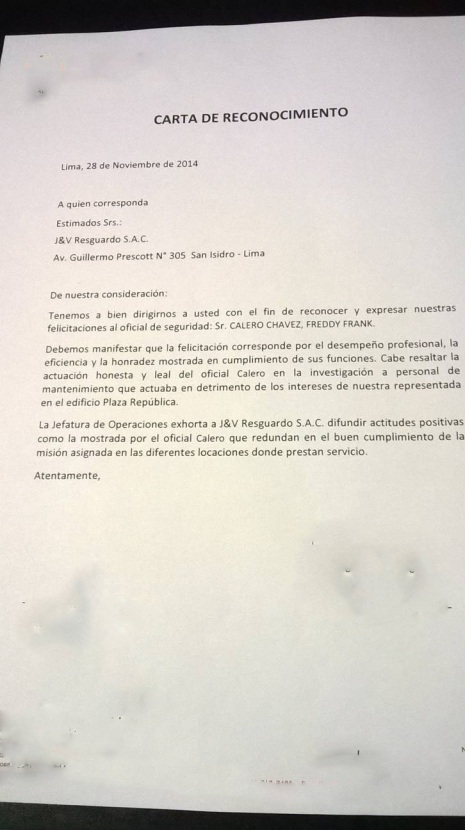 CARTA DE RECONOCIMIENTO
Lima, 28 de Noviembre de 2014
A quien corresponda
Estimados Srs.:
J&V Resguardo S.A.C.
Av. Guillermo Prescott N° 305 San Isidro - Lima
De nuestra consideración:
Tenemos a bien dirigirnos a usted con el fin de reconocer y expresar nuestras
felicitaciones al oficial de seguridad: Sr. CALERO CHAVEZ, FREDDY FRANK.
Debemos manifestar que la felicitación corresponde por el desempeño profesional, la
eficiencia y la honradez mostrada en cumplimiento de sus funciones. Cabe resaltar la
actuación honesta y leal del oficial Calero en la investigación a personal de
mantenimiento que actuaba en detrimento de los intereses de nuestra representada
en el edificio Plaza República.
La Jefatura de Operaciones exhorta a J&V Resguardo S.A.C. difundir actitudes positivas
como la mostrada por el oficial Calero que redundan en el buen cumplimiento de la
misión asignada en las diferentes locaciones donde prestan servicio.
Atentamente,